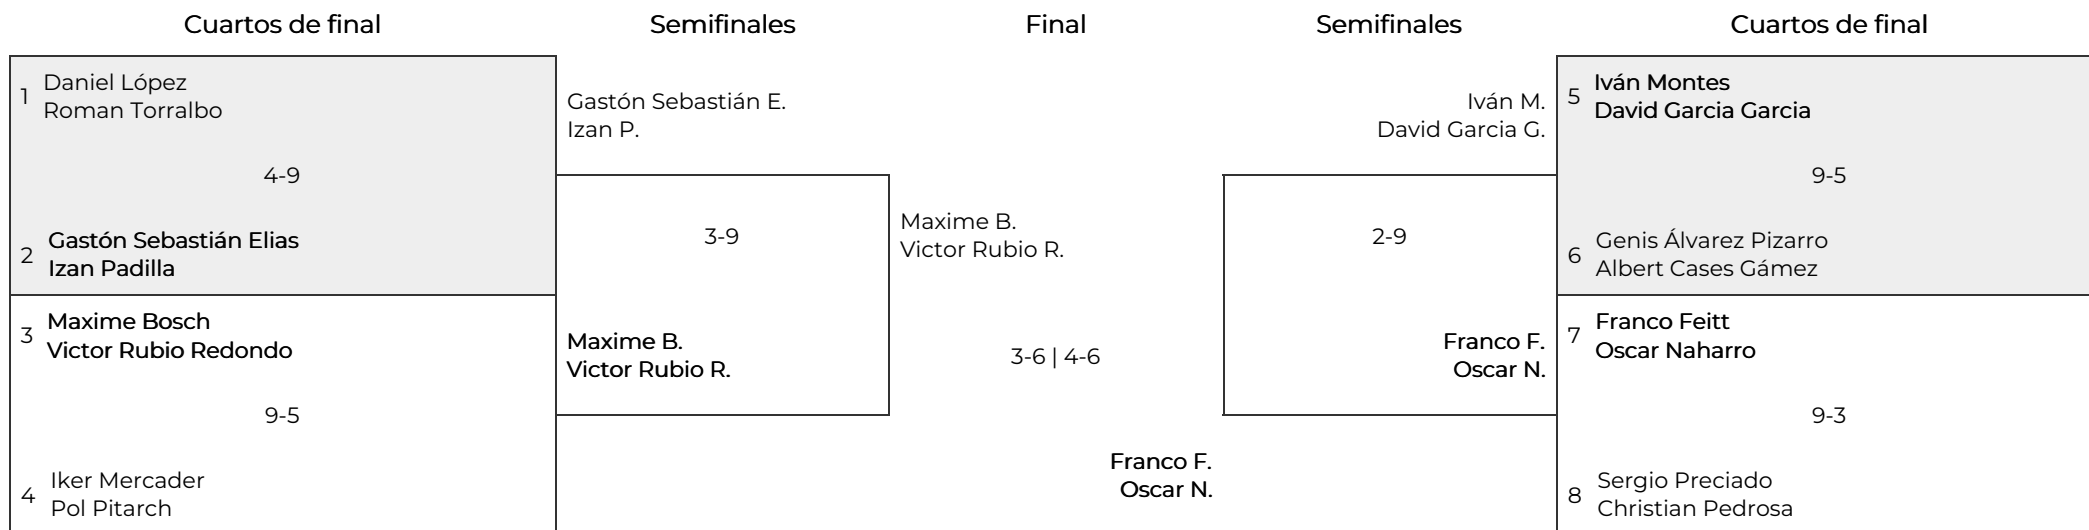 Cuartos de final
Semifinales
Final
Semifinales
Cuartos de final
1
Daniel López
Roman Torralbo
4-9
2
Gastón Sebastián Elias
Izan Padilla
3
Maxime Bosch
Victor Rubio Redondo
9-5
4
Iker Mercader
Pol Pitarch
Gastón Sebastián E.
Izan P.
3-9
Maxime B.
Victor Rubio R.
Maxime B.
Victor Rubio R.
3-6 | 4-6
Franco F.
Oscar N.
Iván M.
David Garcia G.
2-9
Franco F.
Oscar N.
5
Iván Montes
David Garcia Garcia
9-5
6
Genis Álvarez Pizarro
Albert Cases Gámez
7
Franco Feitt
Oscar Naharro
9-3
8
Sergio Preciado
Christian Pedrosa